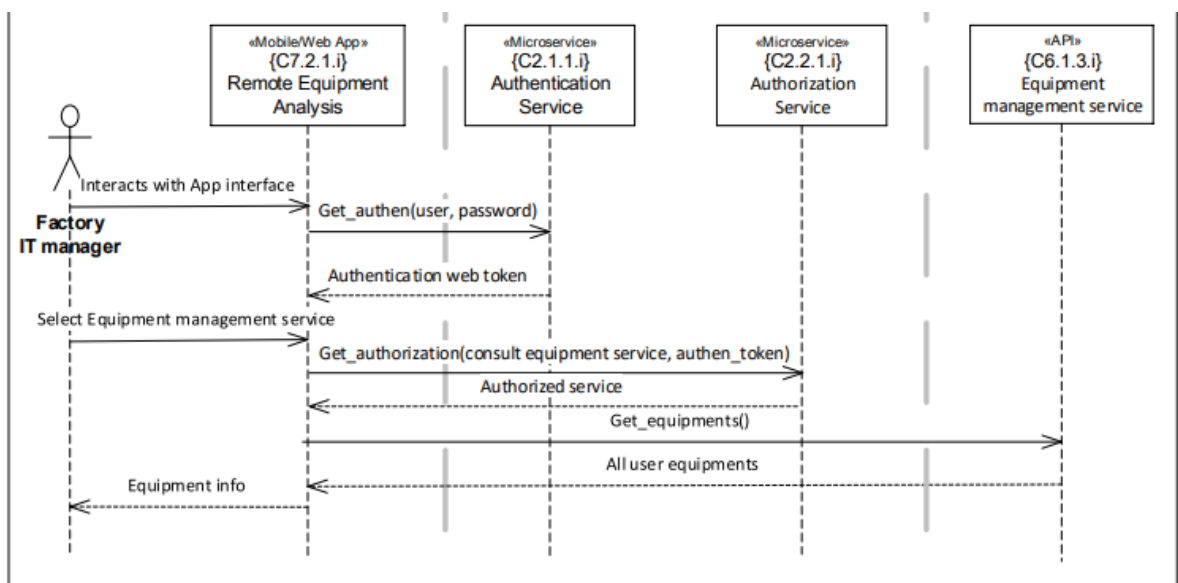 «Mobile/Web App»
{C7.2.1.i}
Remote Equipment
Analysis
«Microservice»
{C2.1.1.i}
Authentication
Service
«Microservice»
{C2.2.1.i}
Authorization
Service
«API»
{C6.1.3.i}
Equipment
management service
Interacts with App interface
Factory
IT manager
Get_authen(user, password)
Authentication web token
Select Equipment management service
Get_authorization(consult equipment service, authen_token)
Authorized service
Get_equipments()
All user equipments
Equipment info